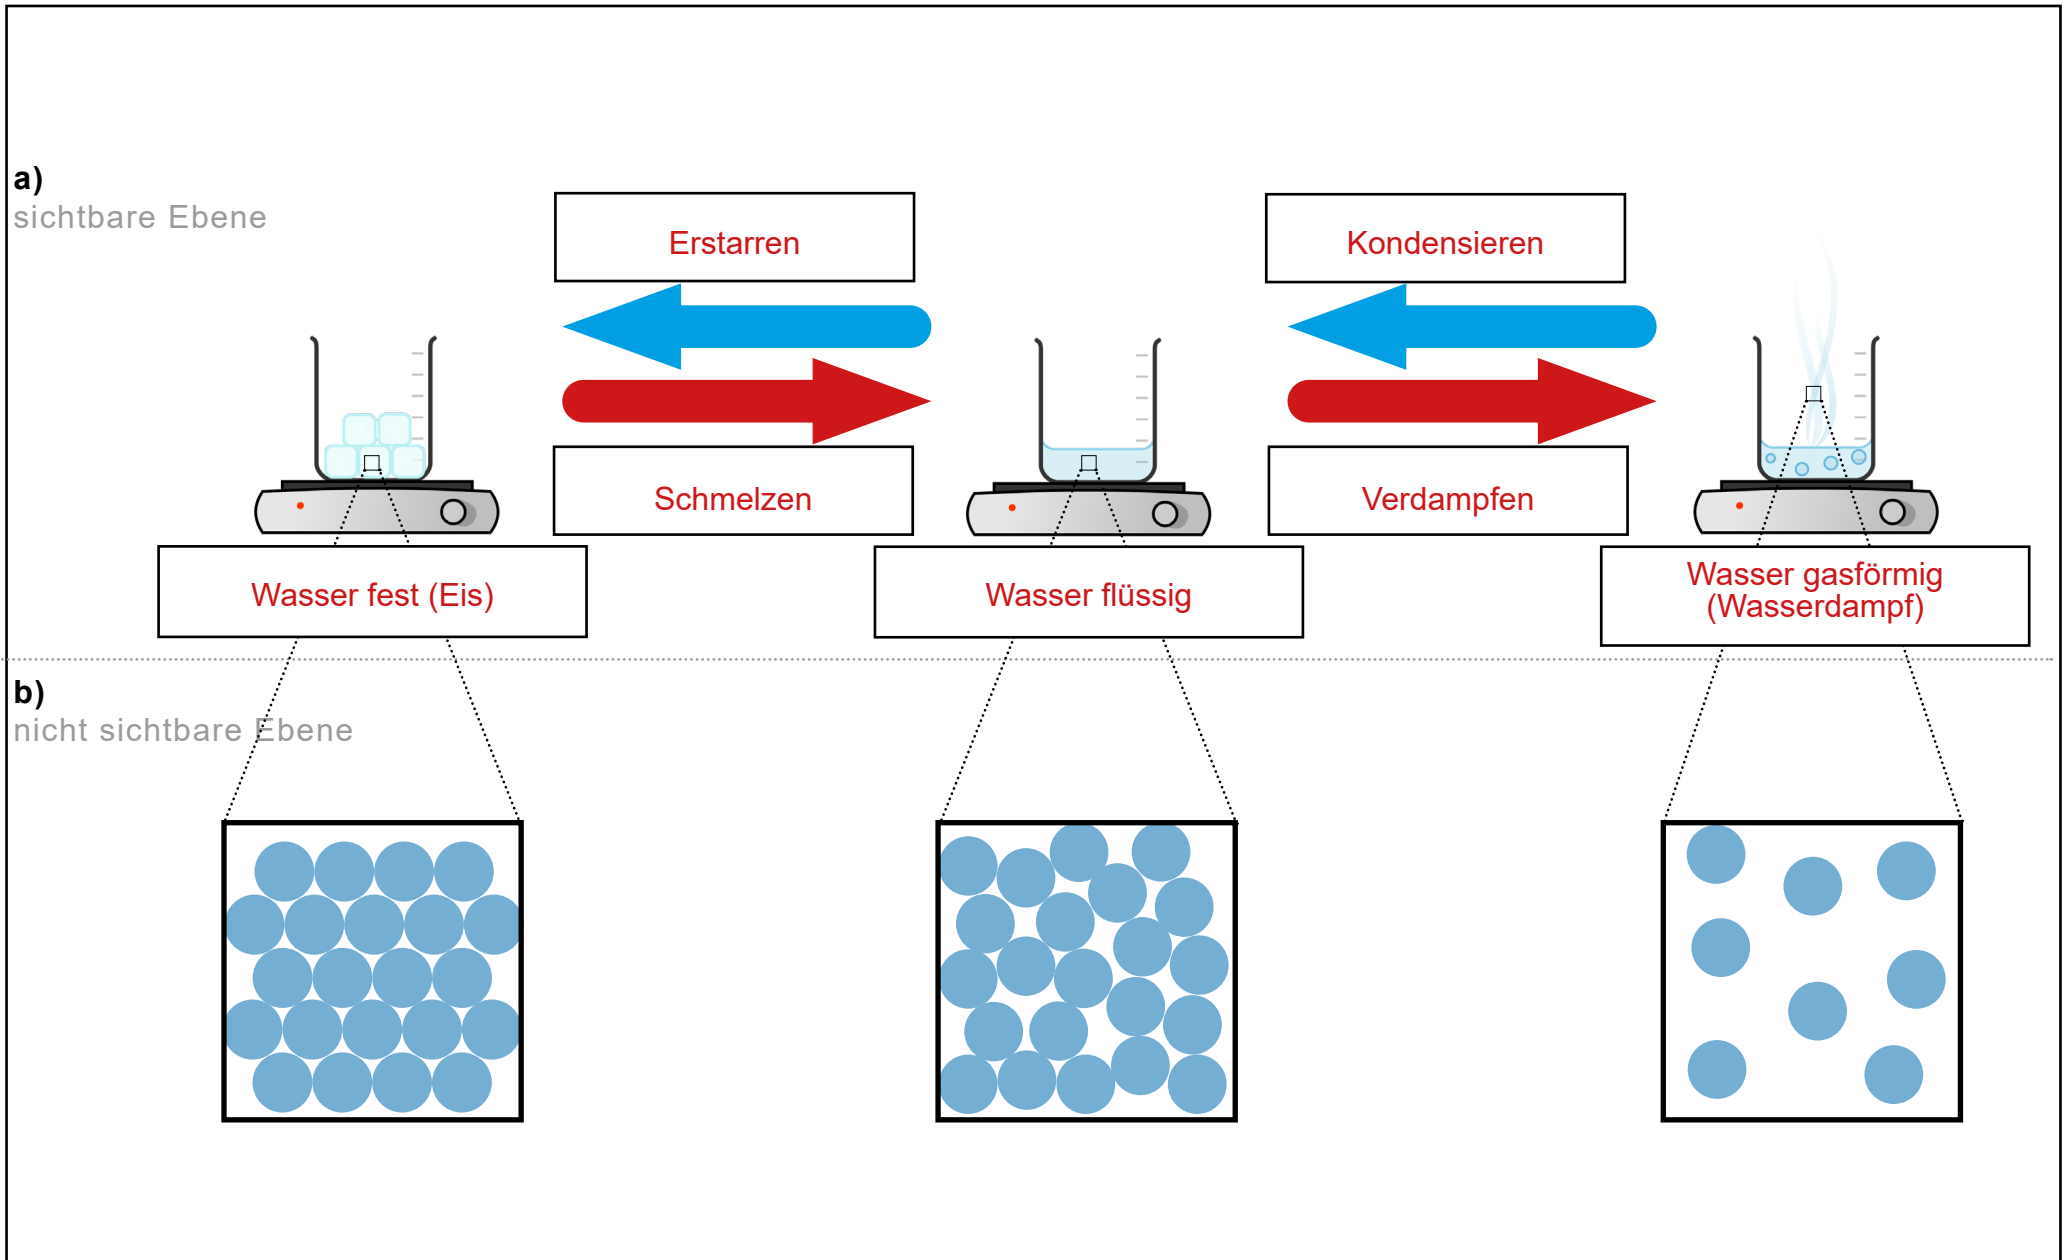 a)
sichtbare Ebene
Erstarren
Kondensieren
Schmelzen
Verdampfen
Wasser fest (Eis)
Wasser flüssig
Wasser gasförmig
(Wasserdampf)
b)
nicht sichtbare Ebene